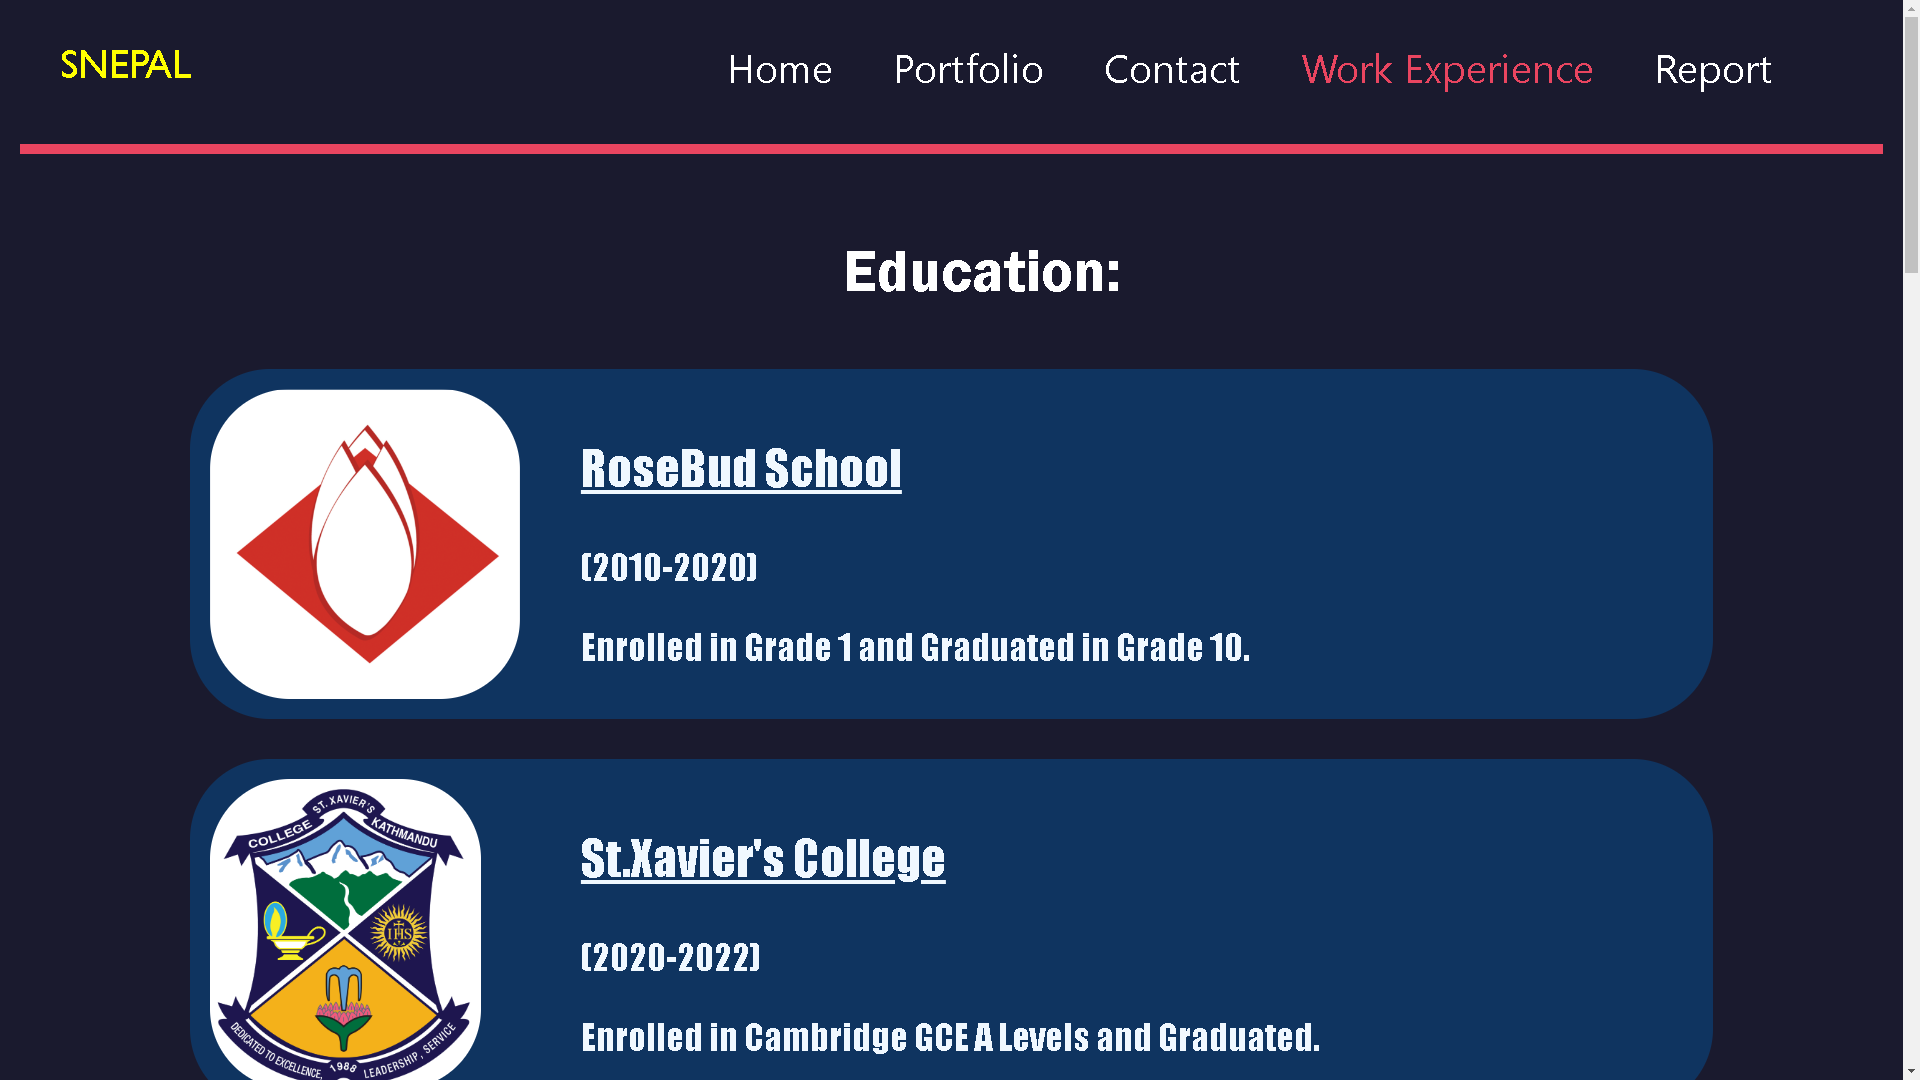 SNEPAL
Home Portfolio Contact Work Experience Report
Education:
RoseBud School
(2010-2020)
Enrolled in Grade 1 and Graduated in Grade 10.
ST. XAVIER'S
COLLEGE KATHMANDU
IHS
DEDICATED TO EXCELLENCE, LEADERSHIP, SERVICE
1988
St.Xavier's College
(2020-2022)
Enrolled in Cambridge GCE A Levels and Graduated.